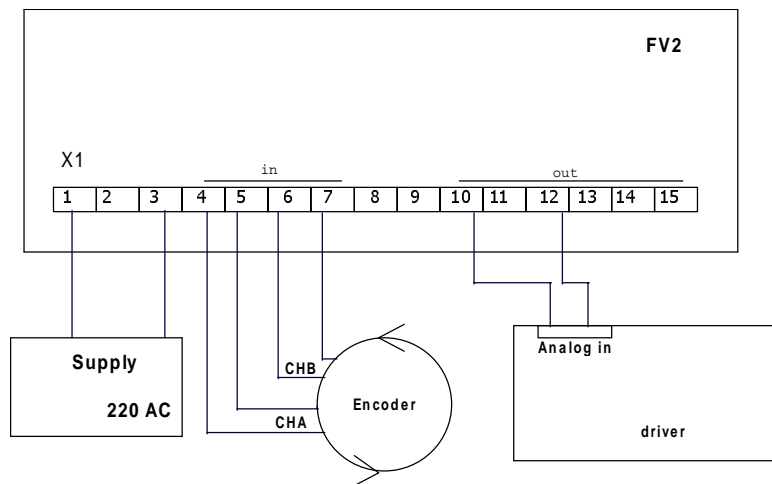 FV2
X1
in
out
1 2 3 4 5 6 7 8 9 10 11 12 13 14 15
Supply
220 AC
CHB
CHA
Encoder
Analog in
driver